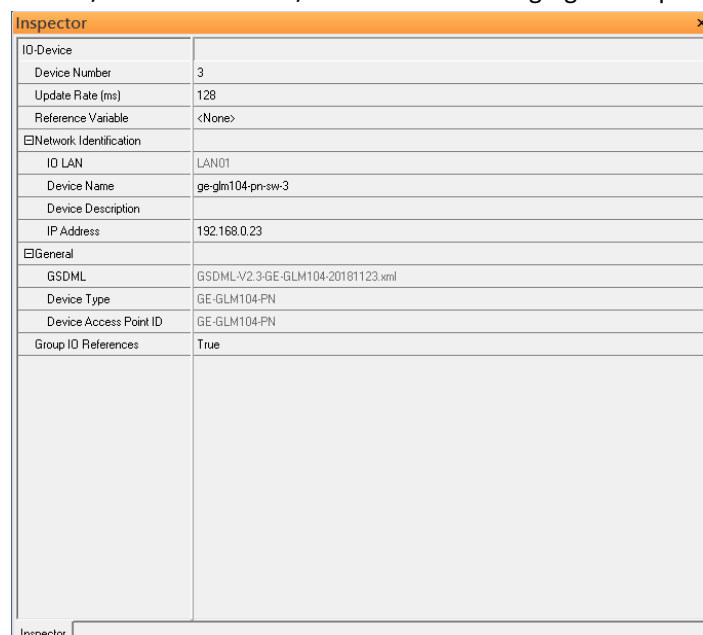 Inspector ×
IO-Device
Device Number 3
Update Rate (ms) 128
Reference Variable <None>
⊟Network Identification
IO LAN LAN01
Device Name ge-glm104-pn-sw-3
Device Description
IP Address 192.168.0.23
⊟General
GSDML GSDML-V2.3-GE-GLM104-20181123.xml
Device Type GE-GLM104-PN
Device Access Point ID GE-GLM104-PN
Group IO References True
Inspector